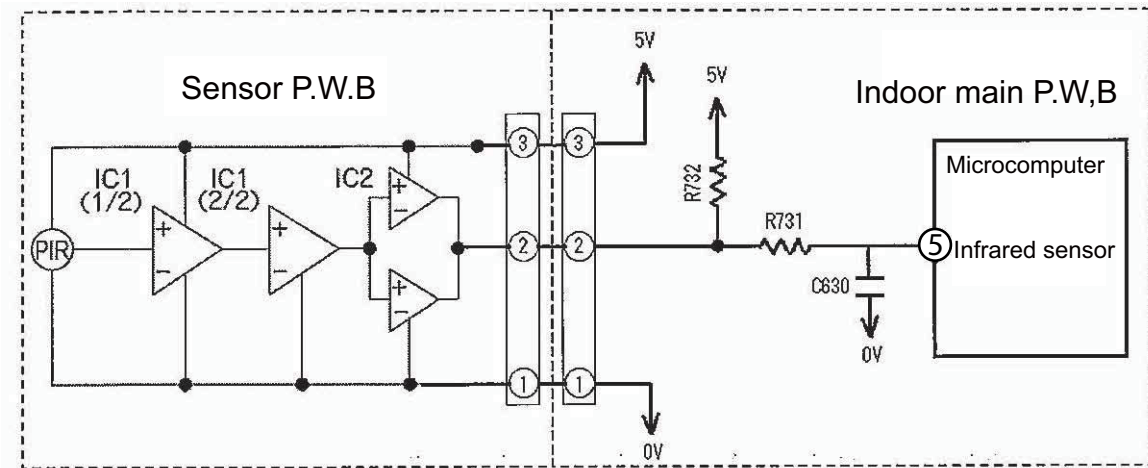 Sensor P.W.B
Indoor main P.W,B
5V
5V
3
3
IC1
(1/2)
IC1
(2/2)
IC2
+
−
+
−
+
−
+
−
PIR
2
2
R732
R731
C630
0V
Microcomputer
5
Infrared sensor
1
1
0V